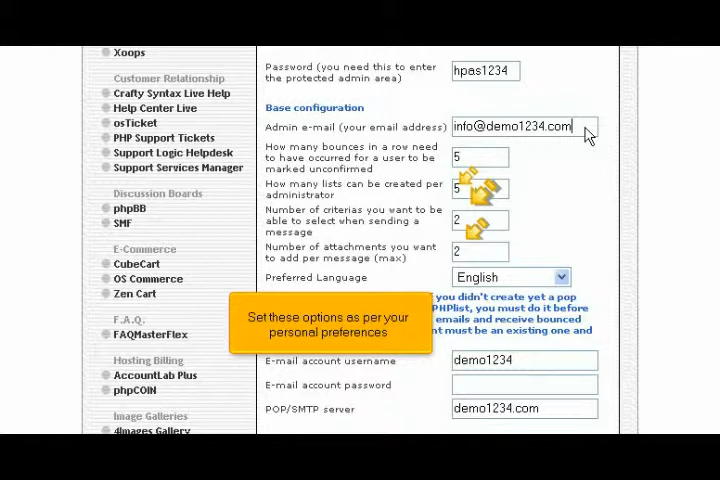 Xoops
Customer Relationship
Crafty Syntax Live Help
Help Center Live
osTicket
PHP Support Tickets
Support Logic Helpdesk
Support Services Manager
Discussion Boards
phpBB
SMF
E-Commerce
CubeCart
OS Commerce
Zen Cart
F.A.Q.
FAQMasterFlex
Hosting Billing
AccountLab Plus
phpCOIN
Image Galleries
4Images Gallery
Password (you need this to enter
the protected admin area)
hpas1234
Base configuration
Admin e-mail (your email address)
info@demo1234.com
How many bounces in a row need
to have occurred for a user to be
marked unconfirmed
5
How many lists can be created per
administrator
5
Number of criterias you want to be
able to select when sending a
message
2
Number of attachments you want
to add per message (max)
2
Preferred Language
English
f you didn't create yet a pop
PHPlist, you must do it before
emails and receive bounced
nt must be an existing one and
Set these options as per your
personal preferences
E-mail account username
demo1234
E-mail account password
POP/SMTP server
demo1234.com